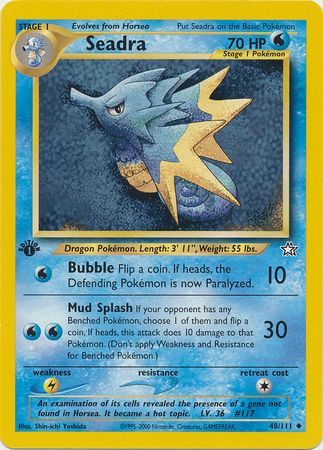 STAGE 1 Evolves from Horsea Put Seadra on the Basic Pokémon
Seadra 70 HP
Stage 1 Pokémon
Dragon Pokémon. Length: 3' 11", Weight: 55 lbs.
EDITION
1
Bubble Flip a coin. If heads, the 10
Defending Pokémon is now Paralyzed.
Mud Splash If your opponent has any 30
Benched Pokémon, choose 1 of them and flip a
coin. If heads, this attack does 10 damage to that
Pokémon. (Don't apply Weakness and Resistance
for Benched Pokémon.)
weakness resistance retreat cost
An examination of cells revealed the presence of a gene not
found in Horsea. It became a hot topic. LV. 36 #117
Illus. Shin-ichi Yoshida ©1995-2000 Nintendo, Creatures, GAMEFREAK. 48/111